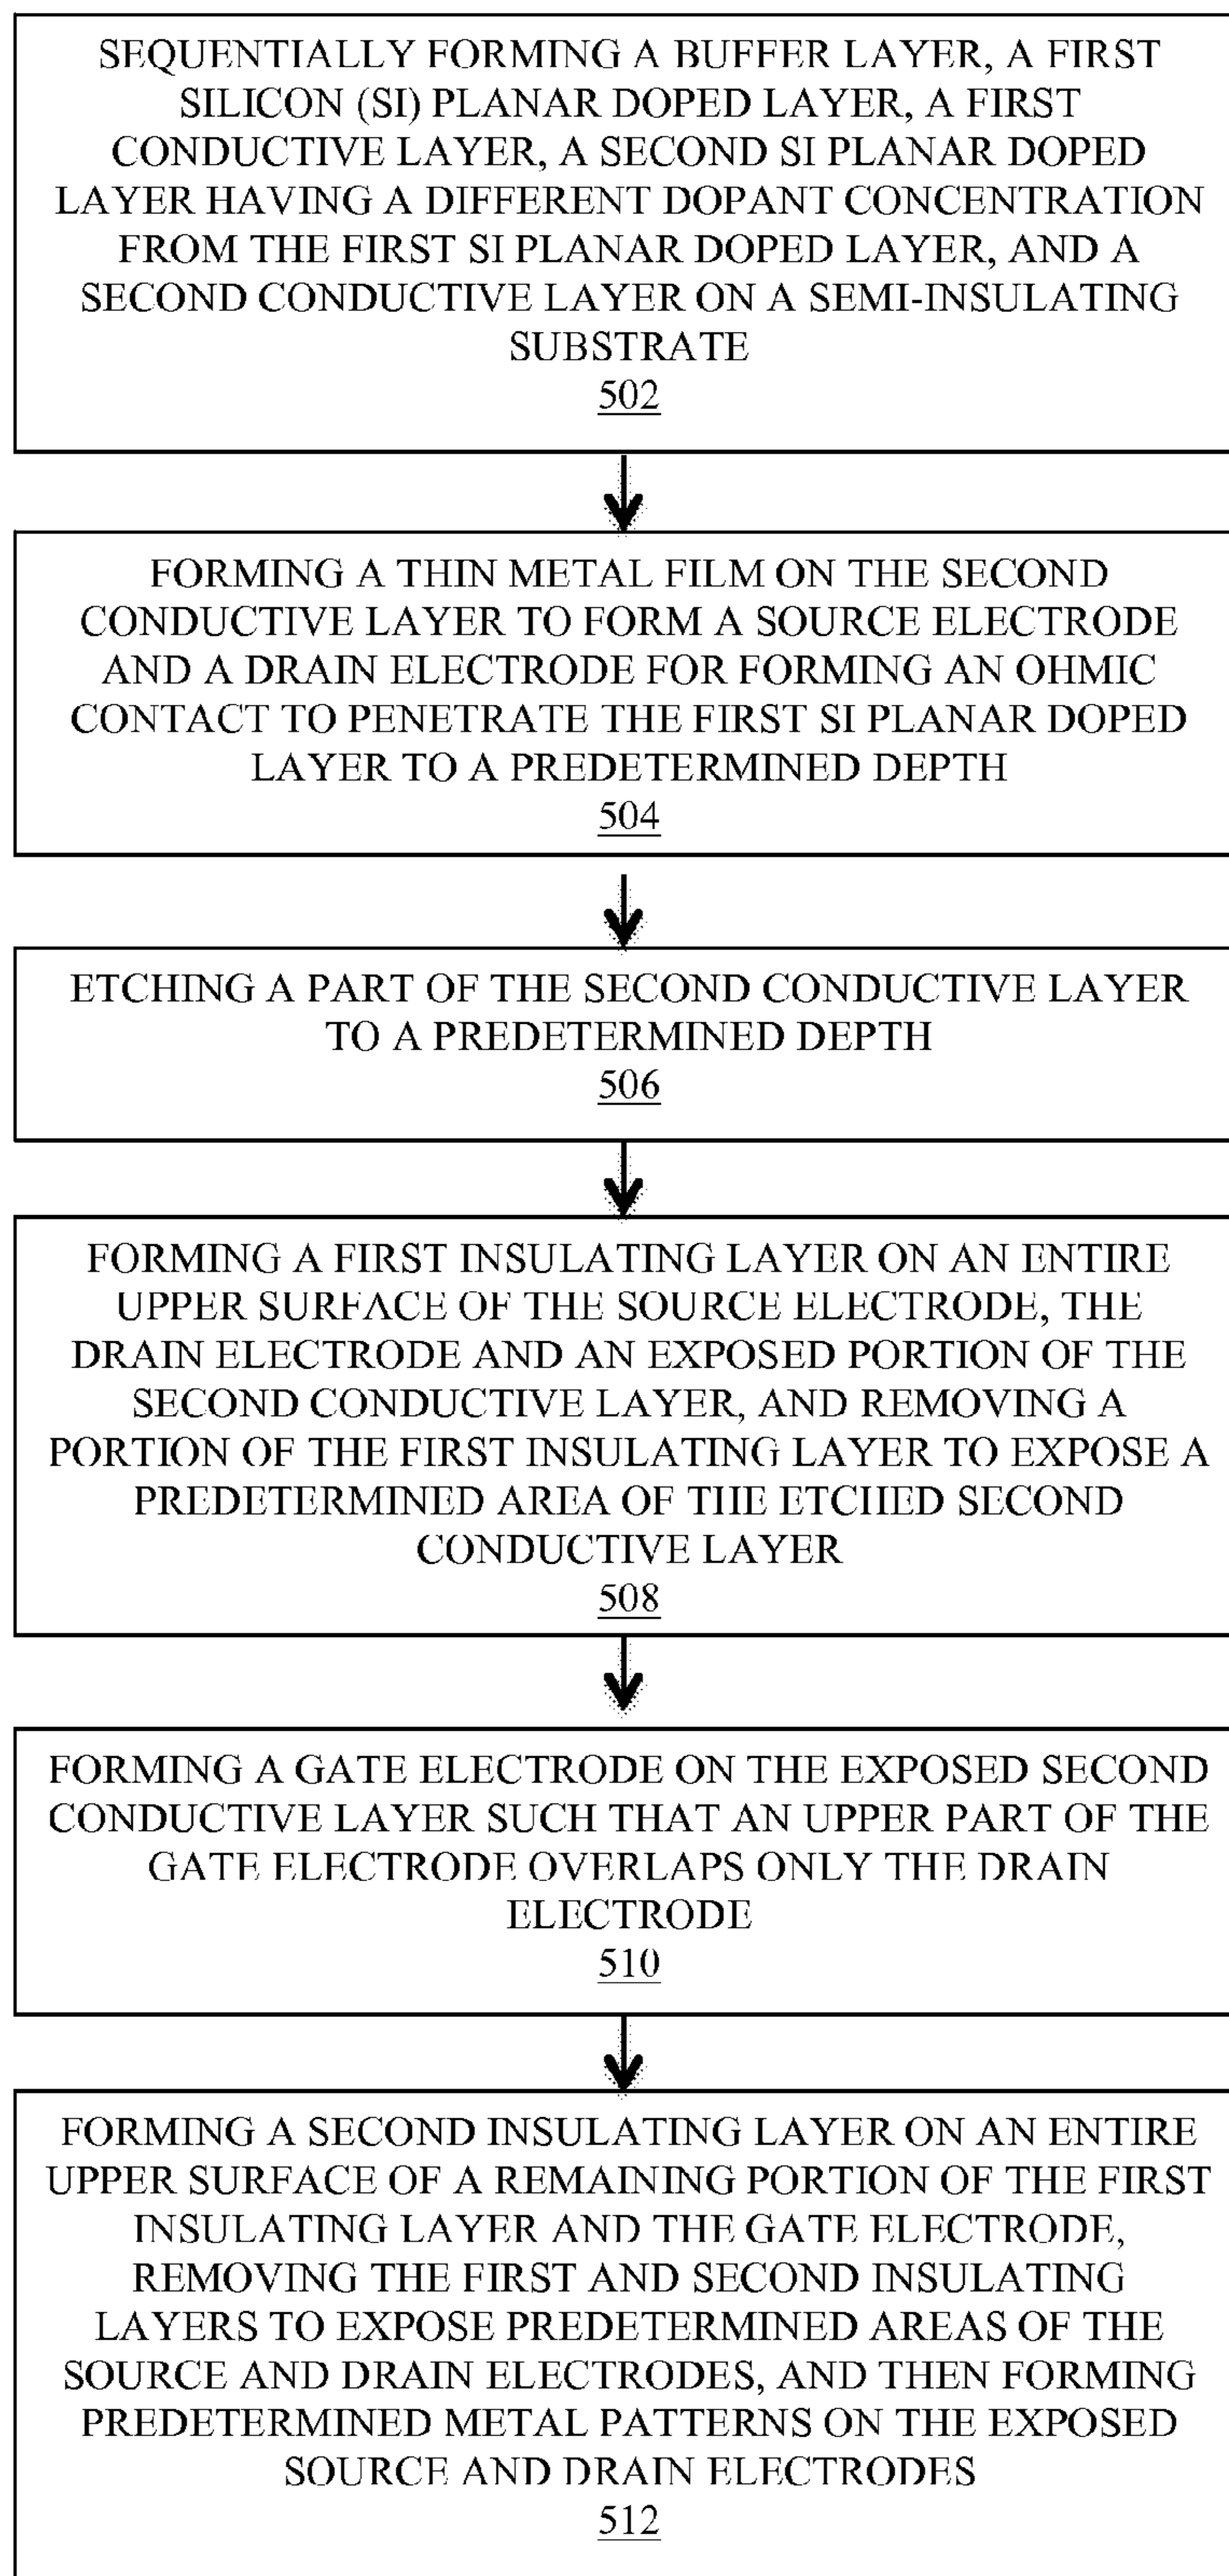 SEQUENTIALLY FORMING A BUFFER LAYER, A FIRST
SILICON (SI) PLANAR DOPED LAYER, A FIRST
CONDUCTIVE LAYER, A SECOND SI PLANAR DOPED
LAYER HAVING A DIFFERENT DOPANT CONCENTRATION
FROM THE FIRST SI PLANAR DOPED LAYER, AND A
SECOND CONDUCTIVE LAYER ON A SEMI-INSULATING
SUBSTRATE
502
FORMING A THIN METAL FILM ON THE SECOND
CONDUCTIVE LAYER TO FORM A SOURCE ELECTRODE
AND A DRAIN ELECTRODE FOR FORMING AN OHMIC
CONTACT TO PENETRATE THE FIRST SI PLANAR DOPED
LAYER TO A PREDETERMINED DEPTH
504
ETCHING A PART OF THE SECOND CONDUCTIVE LAYER
TO A PREDETERMINED DEPTH
506
FORMING A FIRST INSULATING LAYER ON AN ENTIRE
UPPER SURFACE OF THE SOURCE ELECTRODE, THE
DRAIN ELECTRODE AND AN EXPOSED PORTION OF THE
SECOND CONDUCTIVE LAYER, AND REMOVING A
PORTION OF THE FIRST INSULATING LAYER TO EXPOSE A
PREDETERMINED AREA OF THE ETCHED SECOND
CONDUCTIVE LAYER
508
FORMING A GATE ELECTRODE ON THE EXPOSED SECOND
CONDUCTIVE LAYER SUCH THAT AN UPPER PART OF THE
GATE ELECTRODE OVERLAPS ONLY THE DRAIN
ELECTRODE
510
FORMING A SECOND INSULATING LAYER ON AN ENTIRE
UPPER SURFACE OF A REMAINING PORTION OF THE FIRST
INSULATING LAYER AND THE GATE ELECTRODE,
REMOVING THE FIRST AND SECOND INSULATING
LAYERS TO EXPOSE PREDETERMINED AREAS OF THE
SOURCE AND DRAIN ELECTRODES, AND THEN FORMING
PREDETERMINED METAL PATTERNS ON THE EXPOSED
SOURCE AND DRAIN ELECTRODES
512